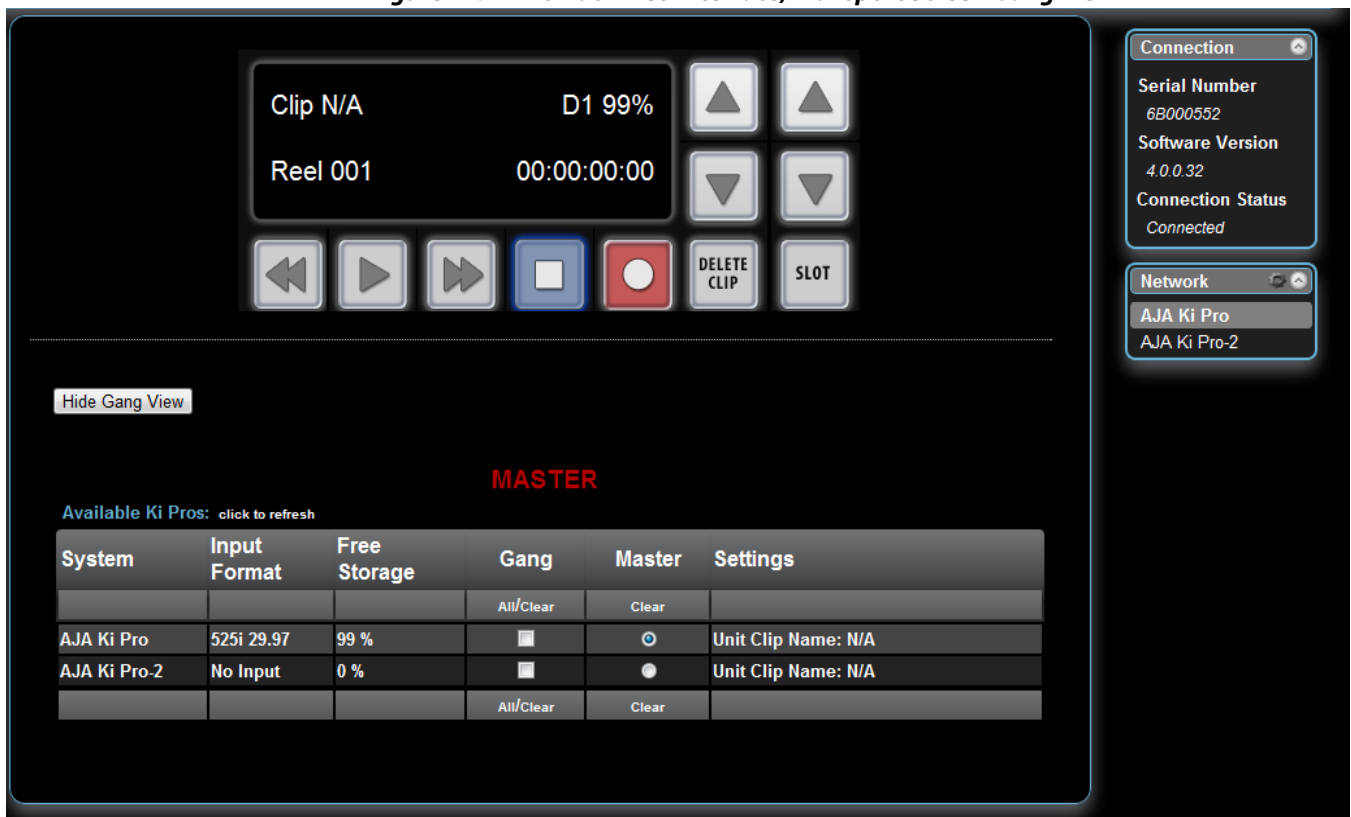 Clip N/A D1 99%
Reel 001 00:00:00:00
DELETE CLIP
SLOT
Hide Gang View
MASTER
Available Ki Pros: click to refresh
System Input Format Free Storage Gang Master Settings
All/Clear Clear
AJA Ki Pro 525i 29.97 99 % Unit Clip Name: N/A
AJA Ki Pro-2 No Input 0 % Unit Clip Name: N/A
All/Clear Clear
Connection
Serial Number
6B000552
Software Version
4.0.0.32
Connection Status
Connected
Network
AJA Ki Pro
AJA Ki Pro-2